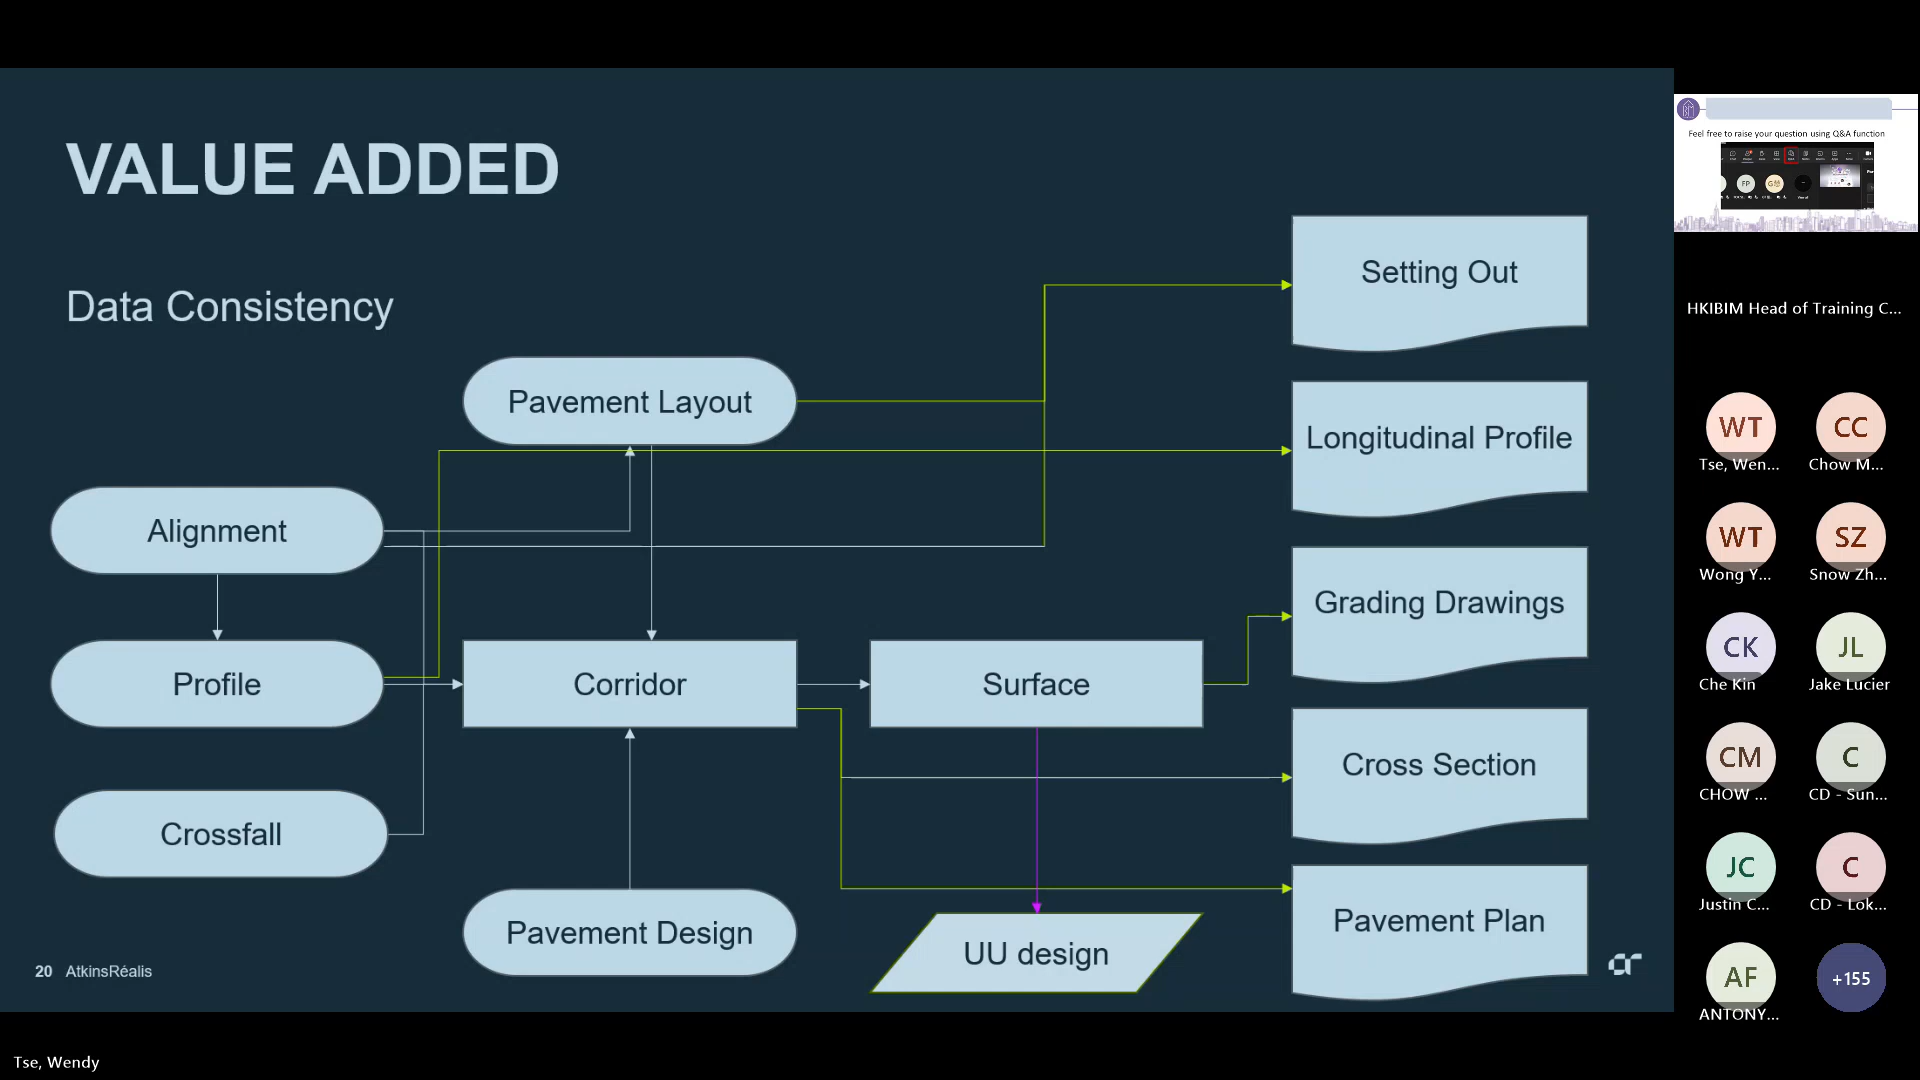 VALUE ADDED
Data Consistency
Pavement Layout
Alignment
Profile
Crossfall
Corridor
Surface
Pavement Design
UU design
Setting Out
Longitudinal Profile
Grading Drawings
Cross Section
Pavement Plan
20 AtkinsRéalis
Feel free to raise your question using Q&A function
FP
HKIBIM Head of Training C...
WT
Tse, Wen...
CC
Chow M...
WT
Wong Y...
SZ
Snow Zh...
CK
Che Kin
JL
Jake Lucier
CM
CHOW ...
C
CD - Sun...
JC
Justin C...
C
CD - Lok...
AF
ANTONY...
+155
Tse, Wendy